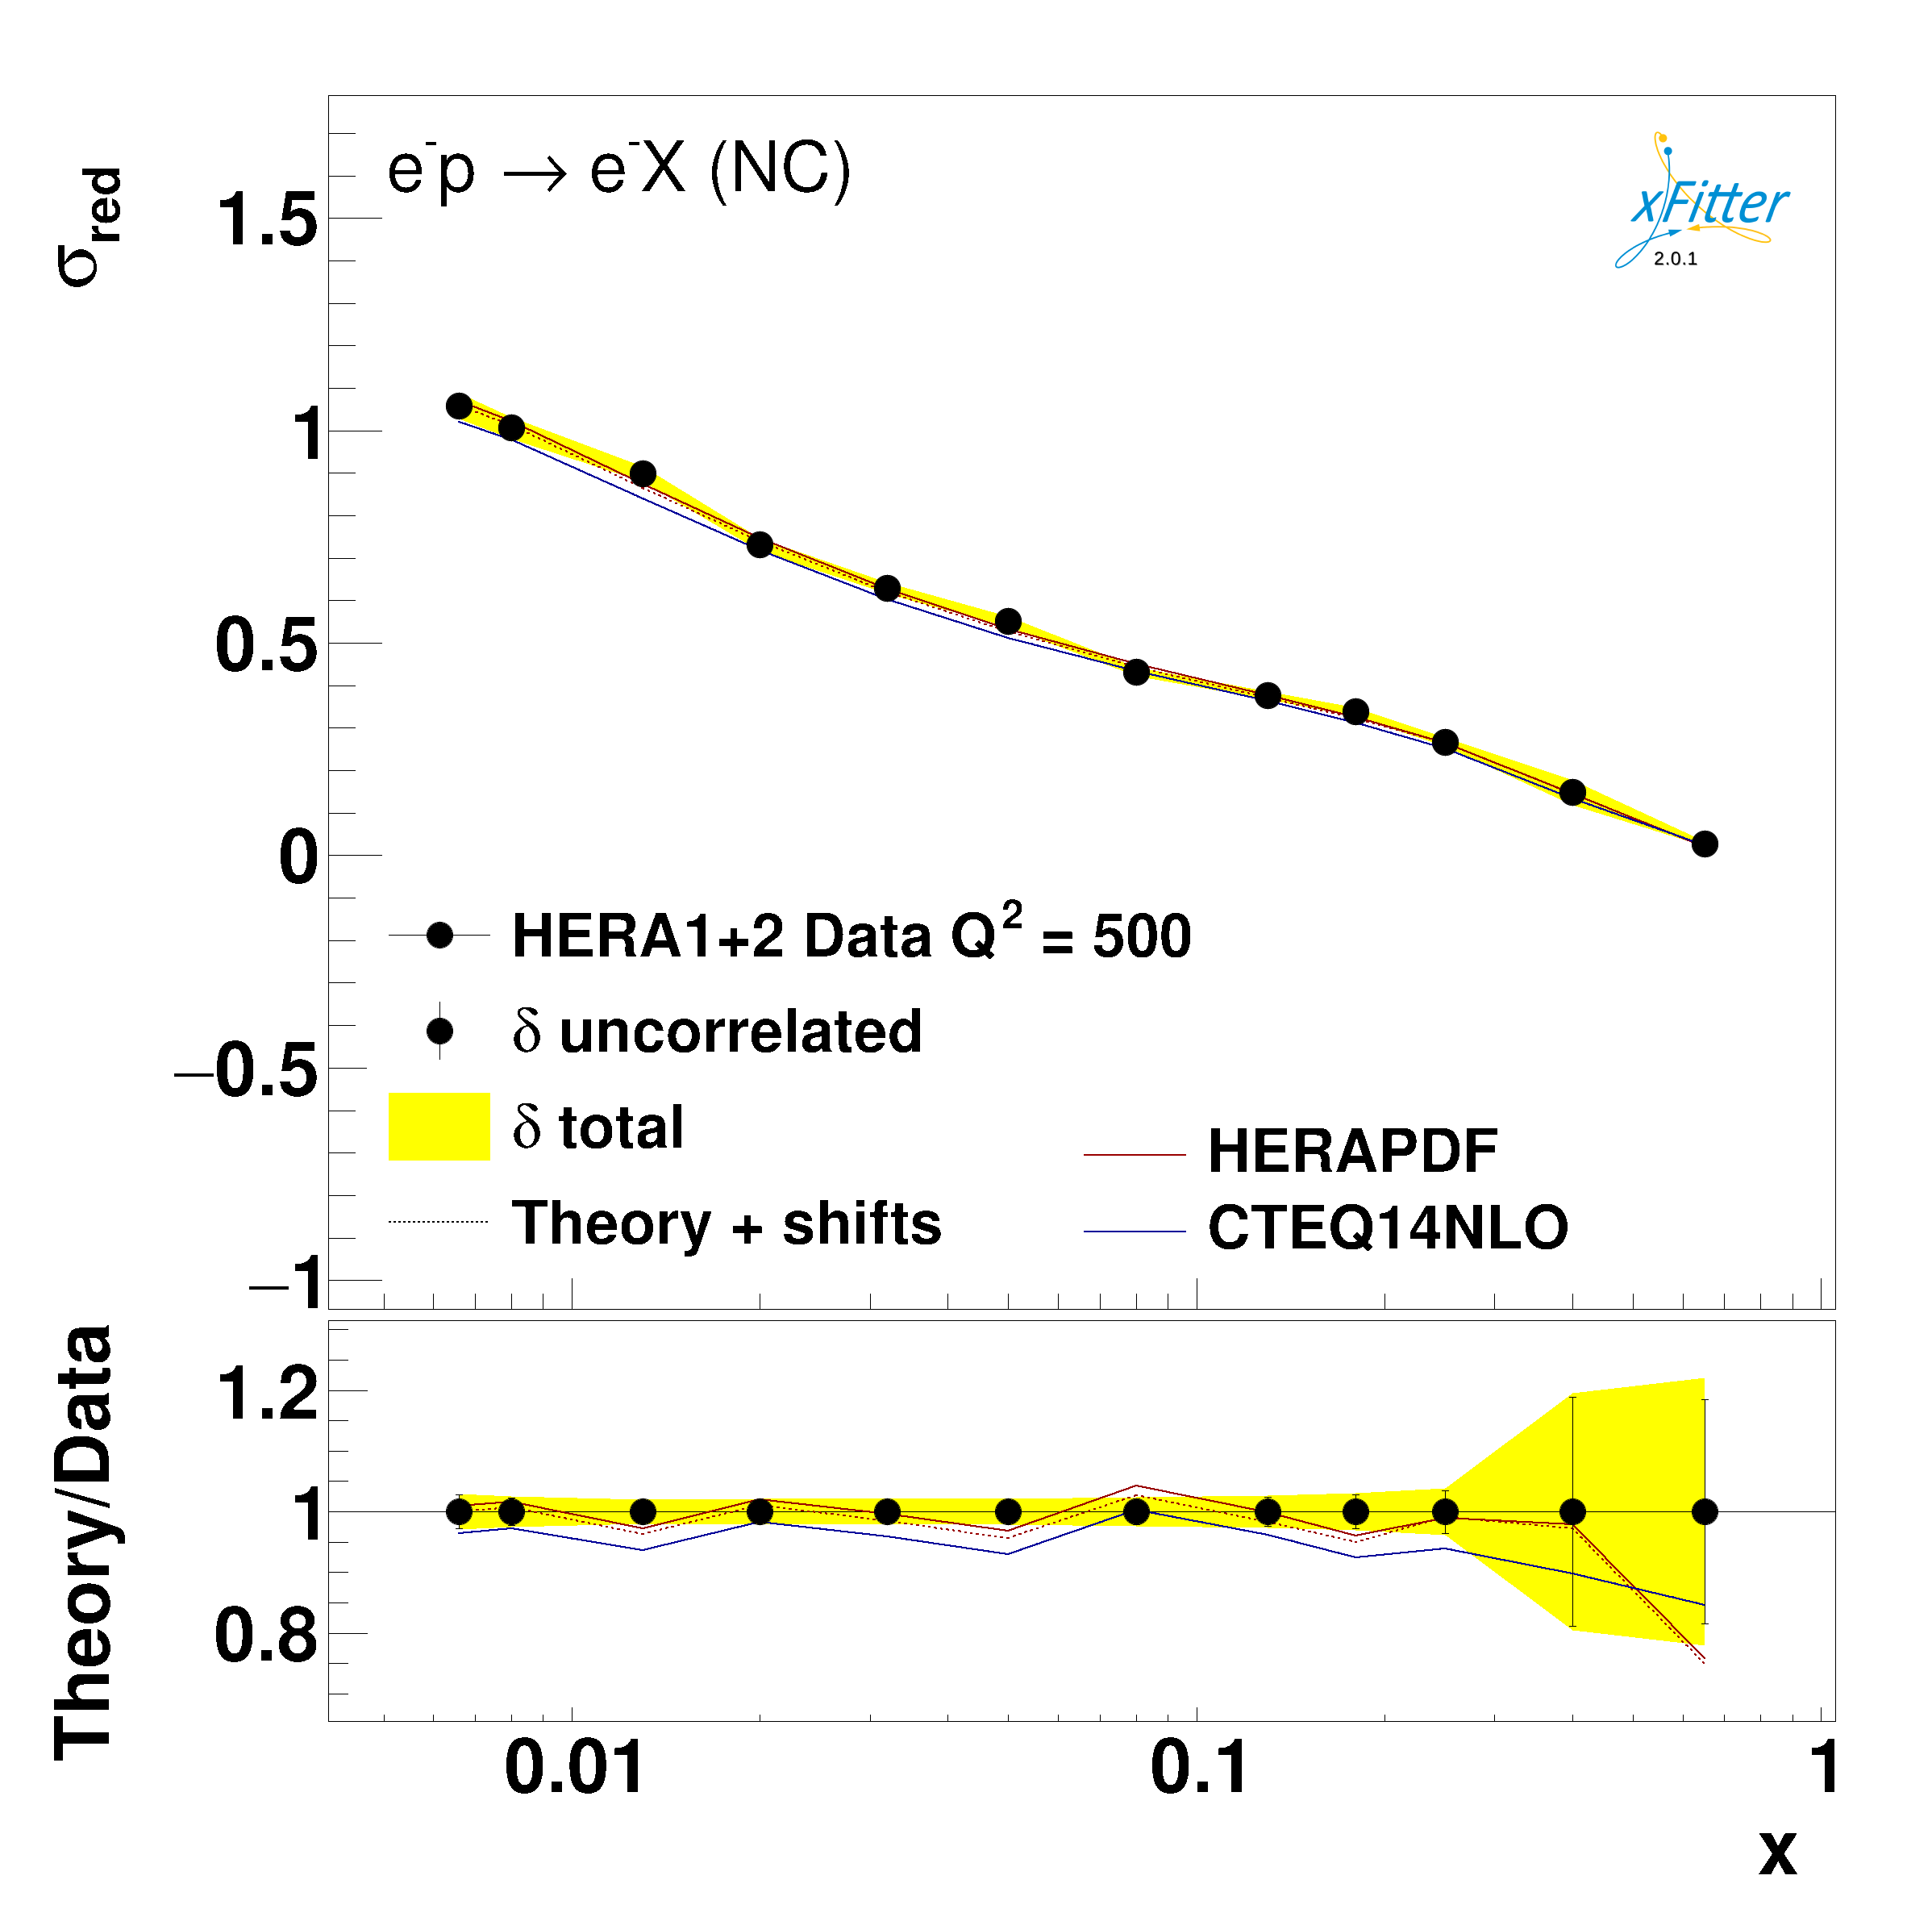 e⁻p → e⁻X (NC)
xFitter
2.0.1
σ_red
1.5
1
0.5
0
−0.5
−1
HERA1+2 Data Q² = 500
δ uncorrelated
δ total
Theory + shifts
HERAPDF
CTEQ14NLO
Theory/Data
1.2
1
0.8
0.01 0.1 1
x